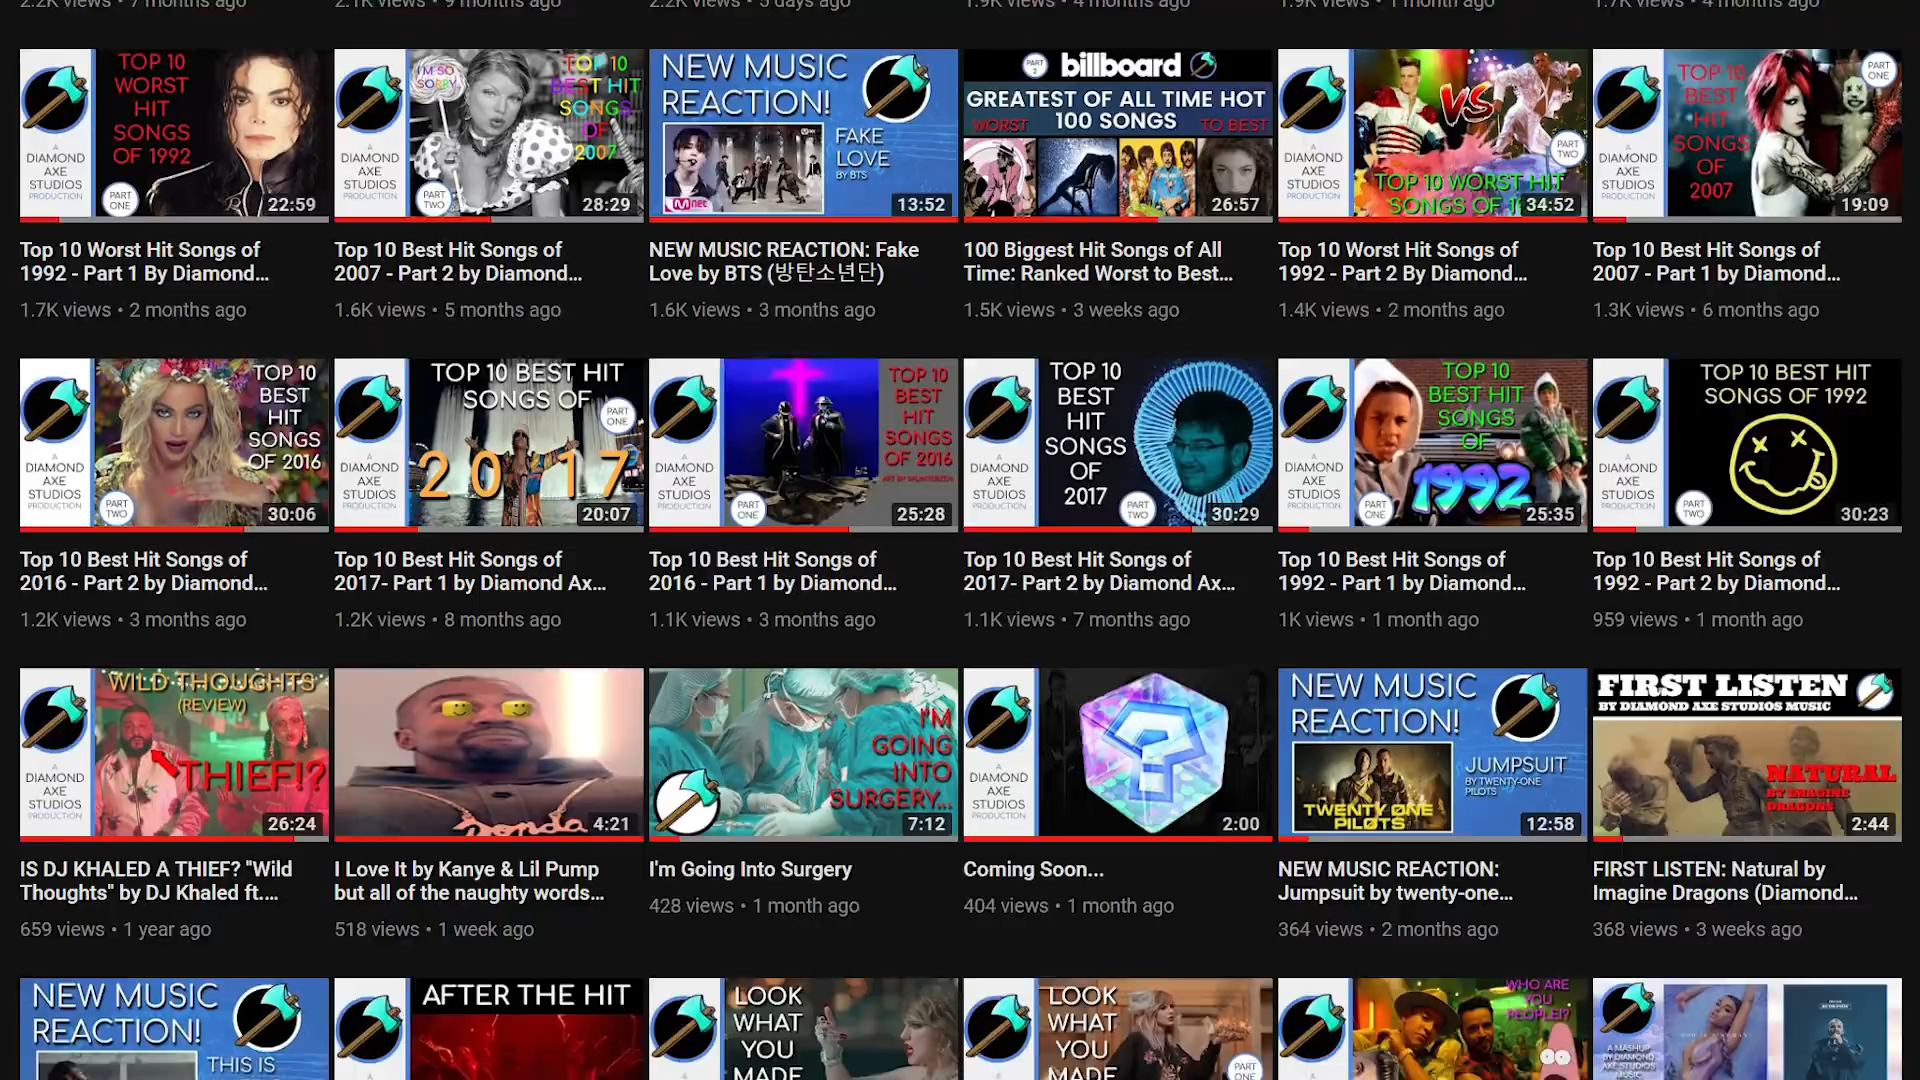 2.2K views • 7 months ago
2.1K views • 9 months ago
2.2K views • 5 days ago
1.9K views • 4 months ago
1.9K views • 1 month ago
1.7K views • 4 months ago
TOP 10
WORST
HIT
SONGS
OF 1992
A
DIAMOND
AXE
STUDIOS
PRODUCTION
PART
ONE
22:59
I'M SO
SORRY
TOP 10
BEST HIT
SONGS
OF
2007
A
DIAMOND
AXE
STUDIOS
PRODUCTION
PART
TWO
28:29
NEW MUSIC
REACTION!
FAKE
LOVE
BY BTS
Mnet
13:52
PART
2
billboard
GREATEST OF ALL TIME HOT
100 SONGS
WORST
TO BEST
26:57
A
DIAMOND
AXE
STUDIOS
PRODUCTION
VS
PART
TWO
TOP 10 WORST HIT
SONGS OF 1
34:52
A
DIAMOND
AXE
STUDIOS
PRODUCTION
TOP 10
BEST
HIT
SONGS
OF
2007
PART
ONE
19:09
Top 10 Worst Hit Songs of
1992 - Part 1 By Diamond...
1.7K views • 2 months ago
Top 10 Best Hit Songs of
2007 - Part 2 by Diamond...
1.6K views • 5 months ago
NEW MUSIC REACTION: Fake
Love by BTS (방탄소년단)
1.6K views • 3 months ago
100 Biggest Hit Songs of All
Time: Ranked Worst to Best...
1.5K views • 3 weeks ago
Top 10 Worst Hit Songs of
1992 - Part 2 By Diamond...
1.4K views • 2 months ago
Top 10 Best Hit Songs of
2007 - Part 1 by Diamond...
1.3K views • 6 months ago
A
DIAMOND
AXE
STUDIOS
PRODUCTION
TOP 10
BEST
HIT
SONGS
OF 2016
PART
TWO
30:06
A
DIAMOND
AXE
STUDIOS
PRODUCTION
TOP 10 BEST HIT
SONGS OF
PART
ONE
2017
20:07
A
DIAMOND
AXE
STUDIOS
PRODUCTION
TOP 10
BEST
HIT
SONGS
OF 2016
PART
ONE
25:28
A
DIAMOND
AXE
STUDIOS
PRODUCTION
TOP 10
BEST
HIT
SONGS
OF
2017
PART
TWO
30:29
A
DIAMOND
AXE
STUDIOS
PRODUCTION
TOP 10
BEST HIT
SONGS
OF
1992
PART
ONE
25:35
A
DIAMOND
AXE
STUDIOS
PRODUCTION
TOP 10 BEST HIT
SONGS OF 1992
PART
TWO
30:23
Top 10 Best Hit Songs of
2016 - Part 2 by Diamond...
1.2K views • 3 months ago
Top 10 Best Hit Songs of
2017- Part 1 by Diamond Ax...
1.2K views • 8 months ago
Top 10 Best Hit Songs of
2016 - Part 1 by Diamond...
1.1K views • 3 months ago
Top 10 Best Hit Songs of
2017- Part 2 by Diamond Ax...
1.1K views • 7 months ago
Top 10 Best Hit Songs of
1992 - Part 1 by Diamond...
1K views • 1 month ago
Top 10 Best Hit Songs of
1992 - Part 2 by Diamond...
959 views • 1 month ago
A
DIAMOND
AXE
STUDIOS
PRODUCTION
WILD THOUGHTS
(REVIEW)
THIEF!?
26:24
Donda
4:21
I'M
GOING
INTO
SURGERY...
7:12
A
DIAMOND
AXE
STUDIOS
PRODUCTION
?
2:00
NEW MUSIC
REACTION!
JUMPSUIT
BY TWENTY-ONE
PILOTS
TWENTY ONE
PILOTS
12:58
FIRST LISTEN
BY DIAMOND AXE STUDIOS MUSIC
NATURAL
BY IMAGINE
DRAGONS
2:44
IS DJ KHALED A THIEF? "Wild
Thoughts" by DJ Khaled ft....
659 views • 1 year ago
I Love It by Kanye & Lil Pump
but all of the naughty words...
518 views • 1 week ago
I'm Going Into Surgery
428 views • 1 month ago
Coming Soon...
404 views • 1 month ago
NEW MUSIC REACTION:
Jumpsuit by twenty-one...
364 views • 2 months ago
FIRST LISTEN: Natural by
Imagine Dragons (Diamond...
368 views • 3 weeks ago
NEW MUSIC
REACTION!
THIS IS
AFTER THE HIT
A
LOOK
WHAT
YOU
MADE
A
LOOK
WHAT
YOU
MADE
PART
ONE
WHO ARE
YOU
PEOPLE!?
A MASHUP
BY DIAMOND
AXE STUDIOS
MUSIC